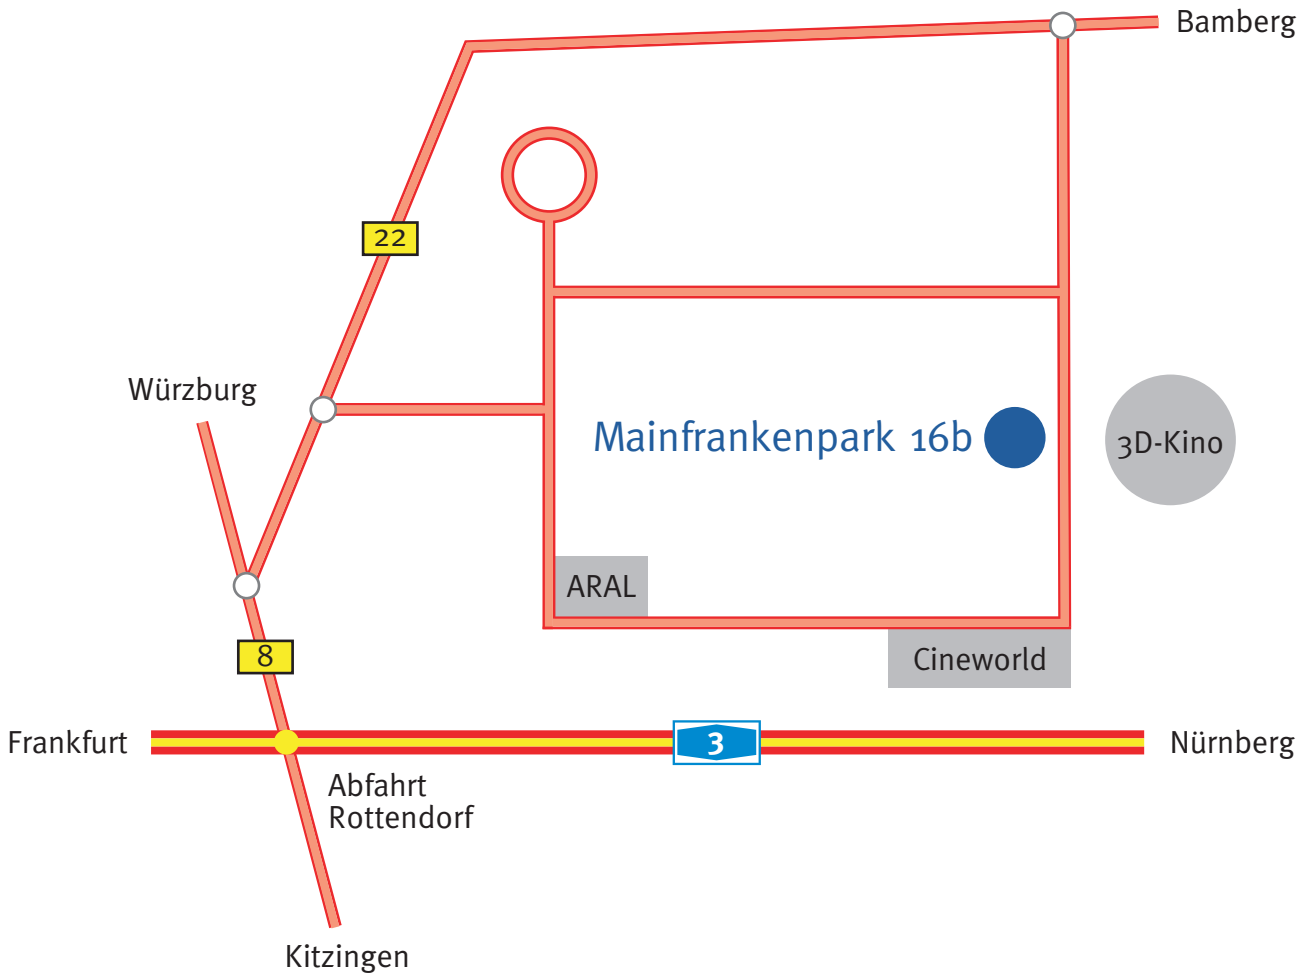 Bamberg
22
Würzburg
Mainfrankenpark 16b
3D-Kino
ARAL
8
Cineworld
Frankfurt
3
Nürnberg
Abfahrt
Rottendorf
Kitzingen